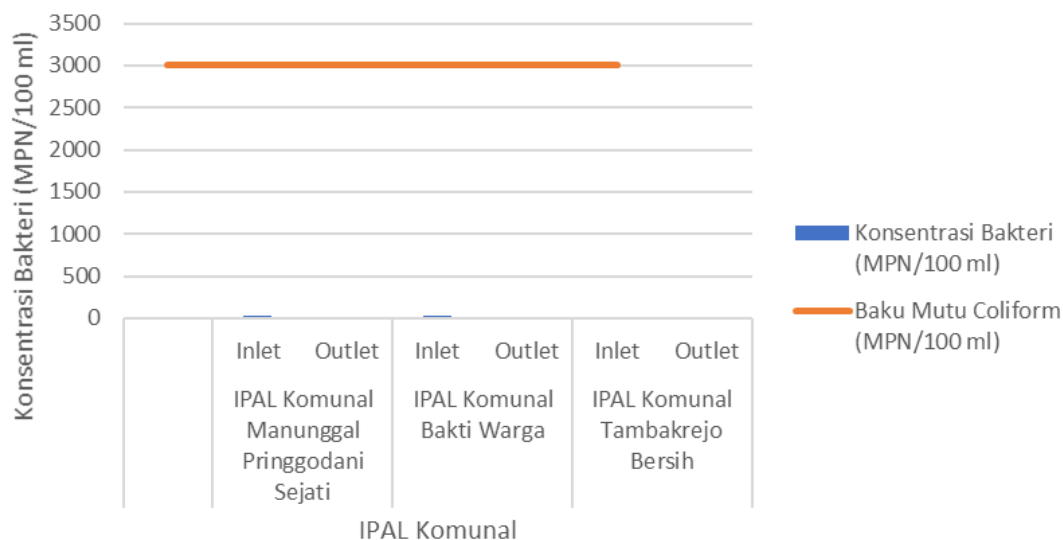 Konsentrasi Bakteri (MPN/100 ml)
3500
3000
2500
2000
1500
1000
500
0
Inlet Outlet Inlet Outlet Inlet Outlet
IPAL Komunal IPAL Komunal IPAL Komunal
Manunggal Bakti Warga Tambakrejo
Pringgodani Bersih
Sejati
IPAL Komunal
Konsentrasi Bakteri
(MPN/100 ml)
Baku Mutu Coliform
(MPN/100 ml)